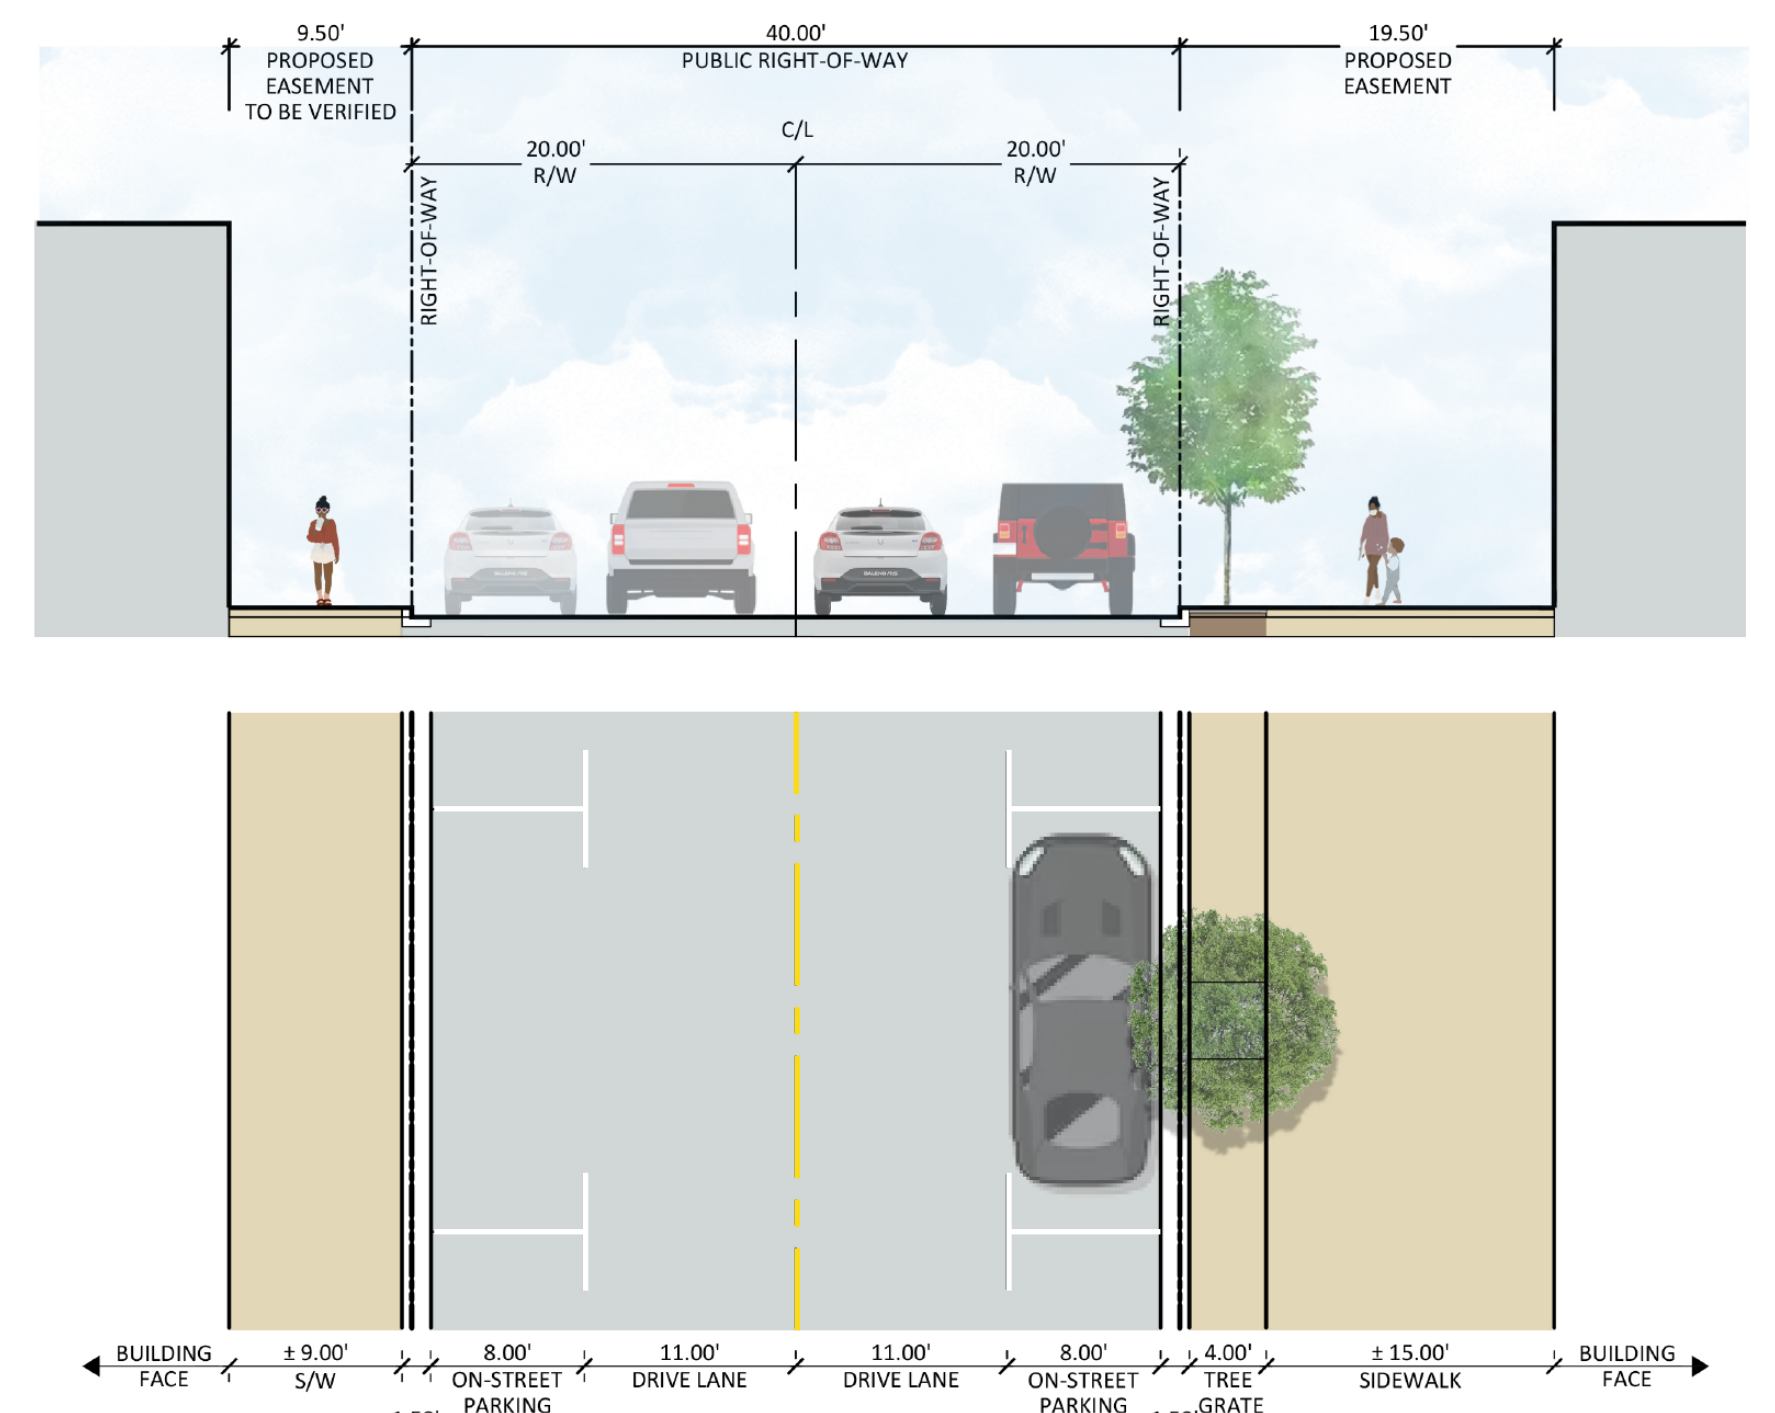 9.50'
PROPOSED
EASEMENT
TO BE VERIFIED
40.00'
PUBLIC RIGHT-OF-WAY
19.50'
PROPOSED
EASEMENT
C/L
20.00'
R/W
20.00'
R/W
RIGHT-OF-WAY
RIGHT-OF-WAY
BUILDING
FACE
± 9.00'
S/W
8.00'
ON-STREET
PARKING
11.00'
DRIVE LANE
11.00'
DRIVE LANE
8.00'
ON-STREET
PARKING
4.00'
TREE
GRATE
± 15.00'
SIDEWALK
BUILDING
FACE